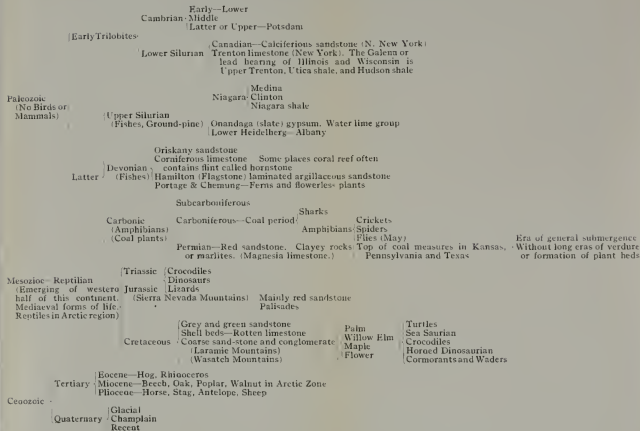 Early—Lower
Cambrian Middle
Latter or Upper—Potsdam
Early Trilobites
Canadian—Calciferious sandstone (N. New York)
Lower Silurian Trenton limestone (New York). The Galena or
lead bearing of Illinois and Wisconsin is
Upper Trenton, Utica shale, and Hudson shale
Medina
Niagara Clinton
Niagara shale
Paleozoic
(No Birds or
Mammals)
Upper Silurian
(Fishes, Ground-pine) Onandaga (slate) gypsum. Water lime group
Lower Heidelberg—Albany
Oriskany sandstone
Corniferous limestone Some places coral reef often
Devonian contains flint called hornstone
Latter (Fishes) Hamilton (Flagstone) laminated argillaceous sandstone
Portage & Chemung—Ferns and flowerless plants
Subcarboniferous
Sharks
Carbonic Carboniferous—Coal period Crickets
(Amphibians) Amphibians Spiders
(Coal plants) Flies (May)
Permian—Red sandstone. Clayey rocks Top of coal measures in Kansas,
or marlites. (Magnesia limestone.) Pennsylvania and Texas
Era of general submergence
Without long eras of verdure
or formation of plant beds
Mesozioc—Reptilian
(Emerging of western
half of this continent.
Mediaeval forms of life.
Reptiles in Arctic region)
Triassic Crocodiles
Dinosaurs
Jurassic Lizards
(Sierra Nevada Mountains) Mainly red sandstone
Palisades
Grey and green sandstone
Shell beds—Rotten limestone
Cretaceous Coarse sand-stone and conglomerate
(Laramie Mountains)
(Wasatch Mountains)
Palm
Willow Elm
Maple
Flower
Turtles
Sea Saurian
Crocodiles
Horned Dinosaurian
Cormorants and Waders
Eocene—Hog, Rhinoceros
Tertiary Miocene—Beech, Oak, Poplar, Walnut in Arctic Zone
Pliocene—Horse, Stag, Antelope, Sheep
Cenozoic
Glacial
Quaternary Champlain
Recent